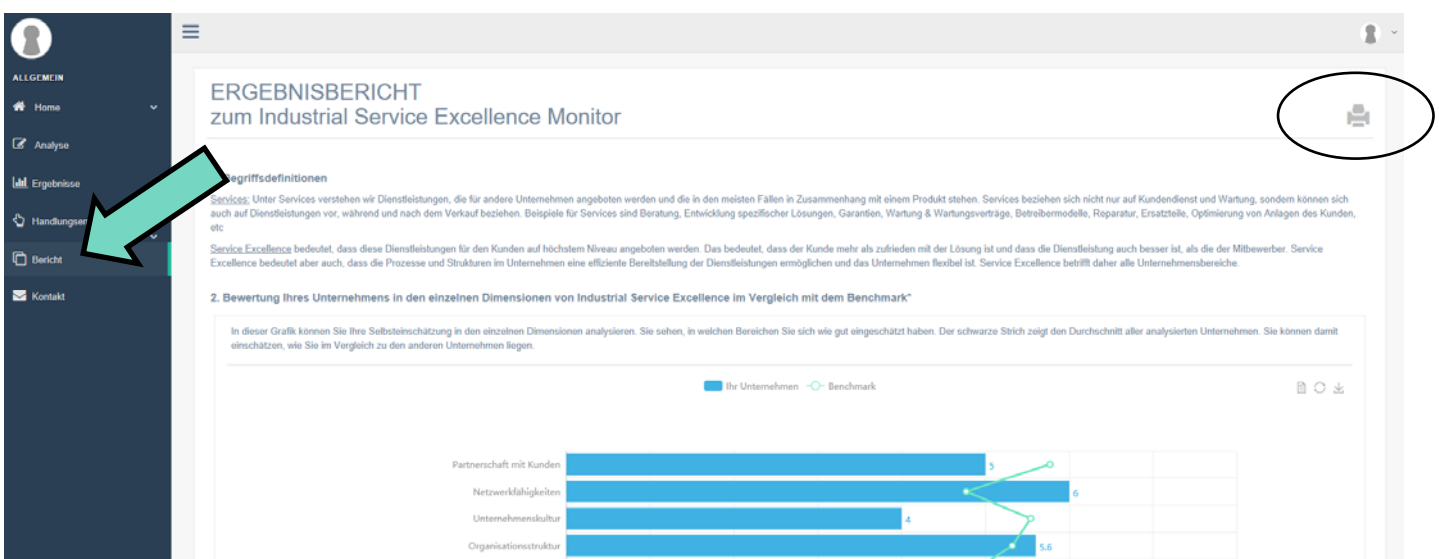 ALLGEMEIN
Home
Analyse
Ergebnisse
Bericht
Kontakt
ERGEBNISBERICHT
zum Industrial Service Excellence Monitor
Begriffsdefinitionen
Services: Unter Services verstehen wir Dienstleistungen, die für andere Unternehmen angeboten werden und die in den meisten Fällen in Zusammenhang mit einem Produkt stehen. Services beziehen sich nicht nur auf Kundendienst und Wartung, sondern können sich
auch auf Dienstleistungen vor, während und nach dem Verkauf beziehen. Beispiele für Services sind Beratung, Entwicklung spezifischer Lösungen, Garantien, Wartung & Wartungsverträge, Betreibermodelle, Reparatur, Ersatzteile, Optimierung von Anlagen des Kunden,
etc
Service Excellence bedeutet, dass diese Dienstleistungen für den Kunden auf höchstem Niveau angeboten werden. Das bedeutet, dass der Kunde mehr als zufrieden mit der Lösung ist und dass die Dienstleistung auch besser ist, als die der Mitbewerber. Service
Excellence bedeutet aber auch, dass die Prozesse und Strukturen im Unternehmen eine effiziente Bereitstellung der Dienstleistungen ermöglichen und das Unternehmen flexibel ist. Service Excellence betrifft daher alle Unternehmensbereiche.
2. Bewertung Ihres Unternehmens in den einzelnen Dimensionen von Industrial Service Excellence im Vergleich mit dem Benchmark*
In dieser Grafik können Sie Ihre Selbsteinschätzung in den einzelnen Dimensionen analysieren. Sie sehen, in welchen Bereichen Sie sich wie gut eingeschätzt haben. Der schwarze Strich zeigt den Durchschnitt aller analysierten Unternehmen. Sie können damit
einschätzen, wie Sie im Vergleich zu den anderen Unternehmen liegen.
Ihr Unternehmen Benchmark
Partnerschaft mit Kunden 5
Netzwerkfähigkeiten 6
Unternehmenskultur 4
Organisationsstruktur 5.6